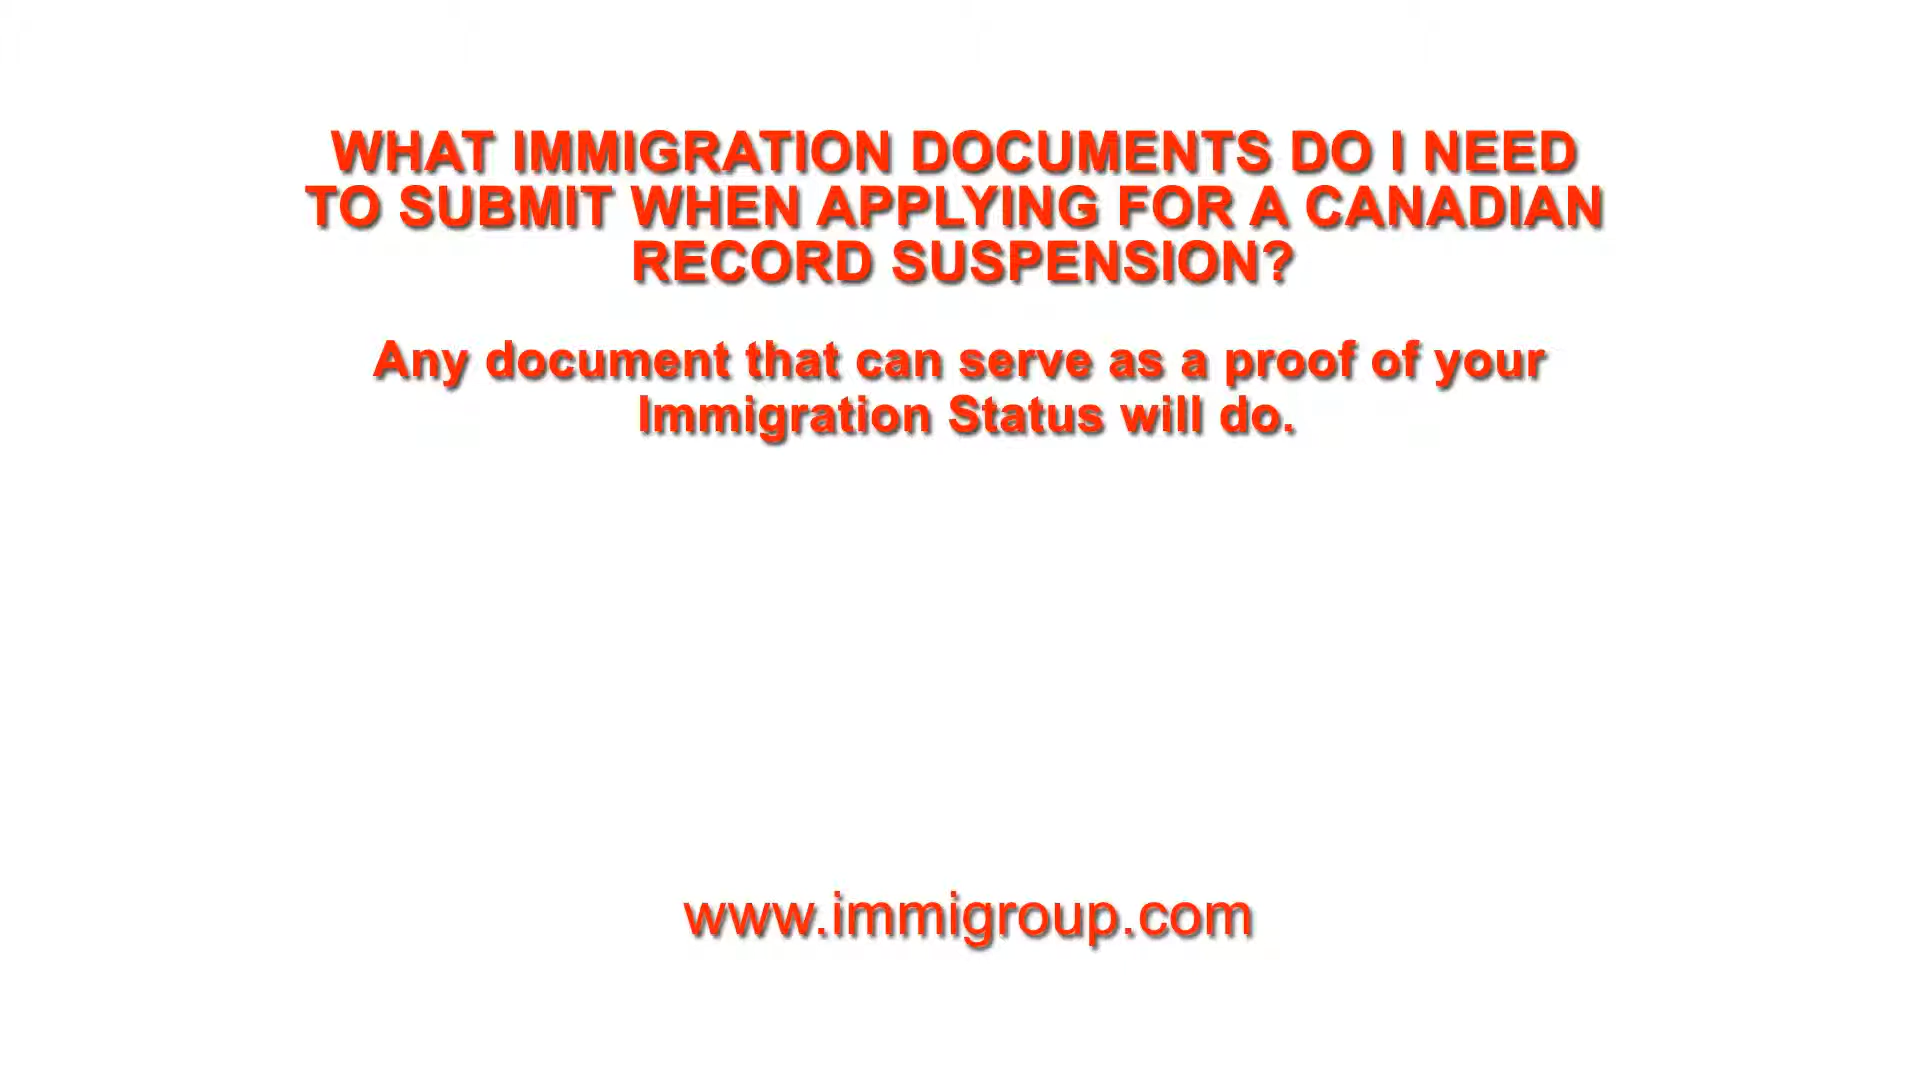 WHAT IMMIGRATION DOCUMENTS DO I NEED
TO SUBMIT WHEN APPLYING FOR A CANADIAN
RECORD SUSPENSION?
Any document that can serve as a proof of your
Immigration Status will do.
www.immigroup.com